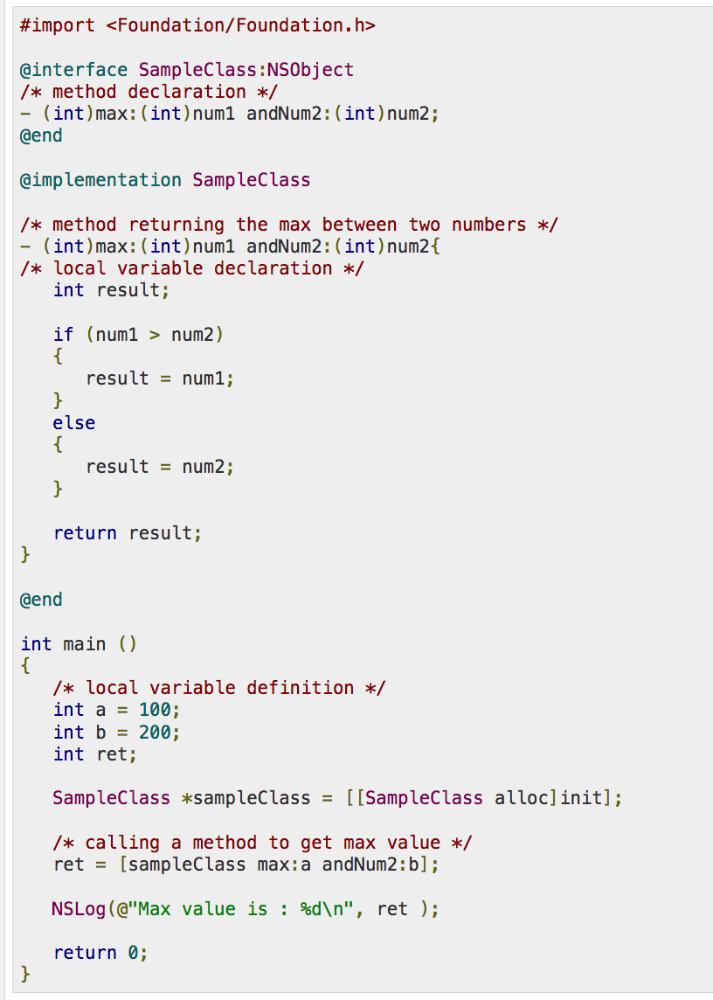 #import <Foundation/Foundation.h>
@interface SampleClass:NSObject
/* method declaration */
- (int)max:(int)num1 andNum2:(int)num2;
@end
@implementation SampleClass
/* method returning the max between two numbers */
- (int)max:(int)num1 andNum2:(int)num2{
/* local variable declaration */
int result;
if (num1 > num2)
{
result = num1;
}
else
{
result = num2;
}
return result;
}
@end
int main ()
{
/* local variable definition */
int a = 100;
int b = 200;
int ret;
SampleClass *sampleClass = [[SampleClass alloc]init];
/* calling a method to get max value */
ret = [sampleClass max:a andNum2:b];
NSLog(@"Max value is : %d\n", ret );
return 0;
}